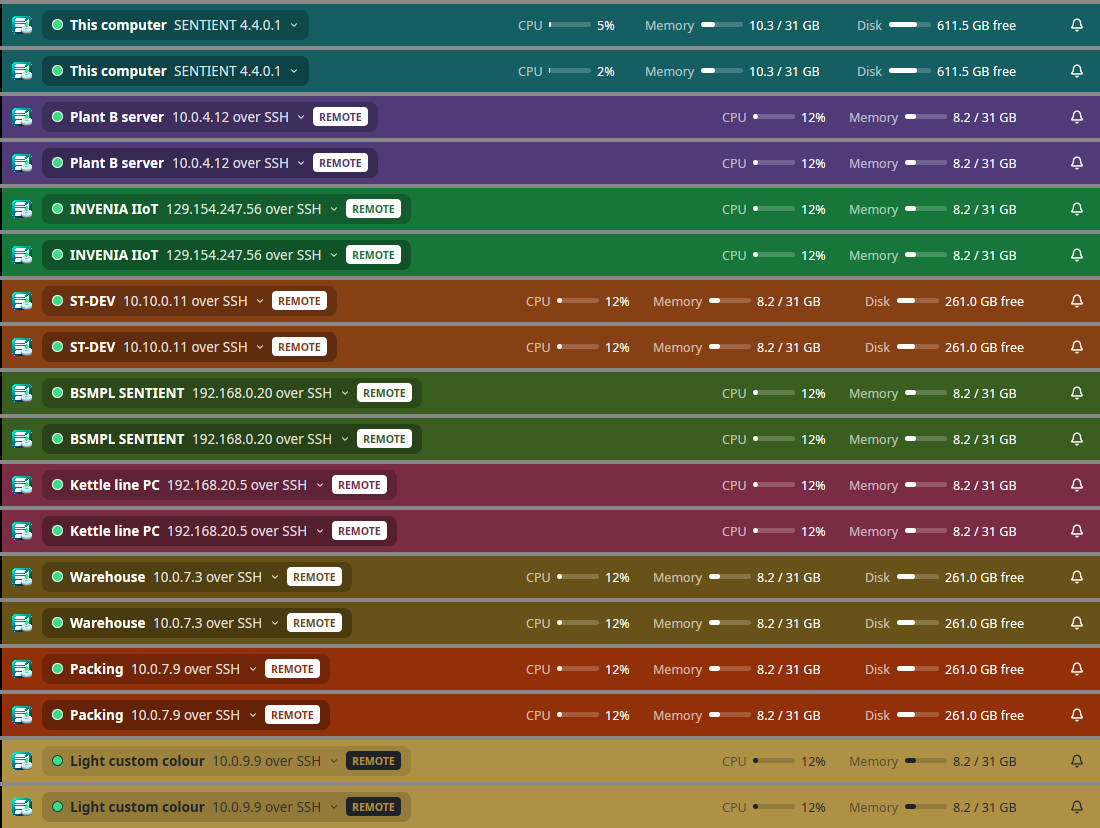 This computer SENTIENT 4.4.0.1 CPU 5% Memory 10.3 / 31 GB Disk 611.5 GB free
This computer SENTIENT 4.4.0.1 CPU 2% Memory 10.3 / 31 GB Disk 611.5 GB free
Plant B server 10.0.4.12 over SSH REMOTE CPU 12% Memory 8.2 / 31 GB
Plant B server 10.0.4.12 over SSH REMOTE CPU 12% Memory 8.2 / 31 GB
INVENIA IIoT 129.154.247.56 over SSH REMOTE CPU 12% Memory 8.2 / 31 GB
INVENIA IIoT 129.154.247.56 over SSH REMOTE CPU 12% Memory 8.2 / 31 GB
ST-DEV 10.10.0.11 over SSH REMOTE CPU 12% Memory 8.2 / 31 GB Disk 261.0 GB free
ST-DEV 10.10.0.11 over SSH REMOTE CPU 12% Memory 8.2 / 31 GB Disk 261.0 GB free
BSMPL SENTIENT 192.168.0.20 over SSH REMOTE CPU 12% Memory 8.2 / 31 GB
BSMPL SENTIENT 192.168.0.20 over SSH REMOTE CPU 12% Memory 8.2 / 31 GB
Kettle line PC 192.168.20.5 over SSH REMOTE CPU 12% Memory 8.2 / 31 GB
Kettle line PC 192.168.20.5 over SSH REMOTE CPU 12% Memory 8.2 / 31 GB
Warehouse 10.0.7.3 over SSH REMOTE CPU 12% Memory 8.2 / 31 GB Disk 261.0 GB free
Warehouse 10.0.7.3 over SSH REMOTE CPU 12% Memory 8.2 / 31 GB Disk 261.0 GB free
Packing 10.0.7.9 over SSH REMOTE CPU 12% Memory 8.2 / 31 GB Disk 261.0 GB free
Packing 10.0.7.9 over SSH REMOTE CPU 12% Memory 8.2 / 31 GB Disk 261.0 GB free
Light custom colour 10.0.9.9 over SSH REMOTE CPU 12% Memory 8.2 / 31 GB
Light custom colour 10.0.9.9 over SSH REMOTE CPU 12% Memory 8.2 / 31 GB